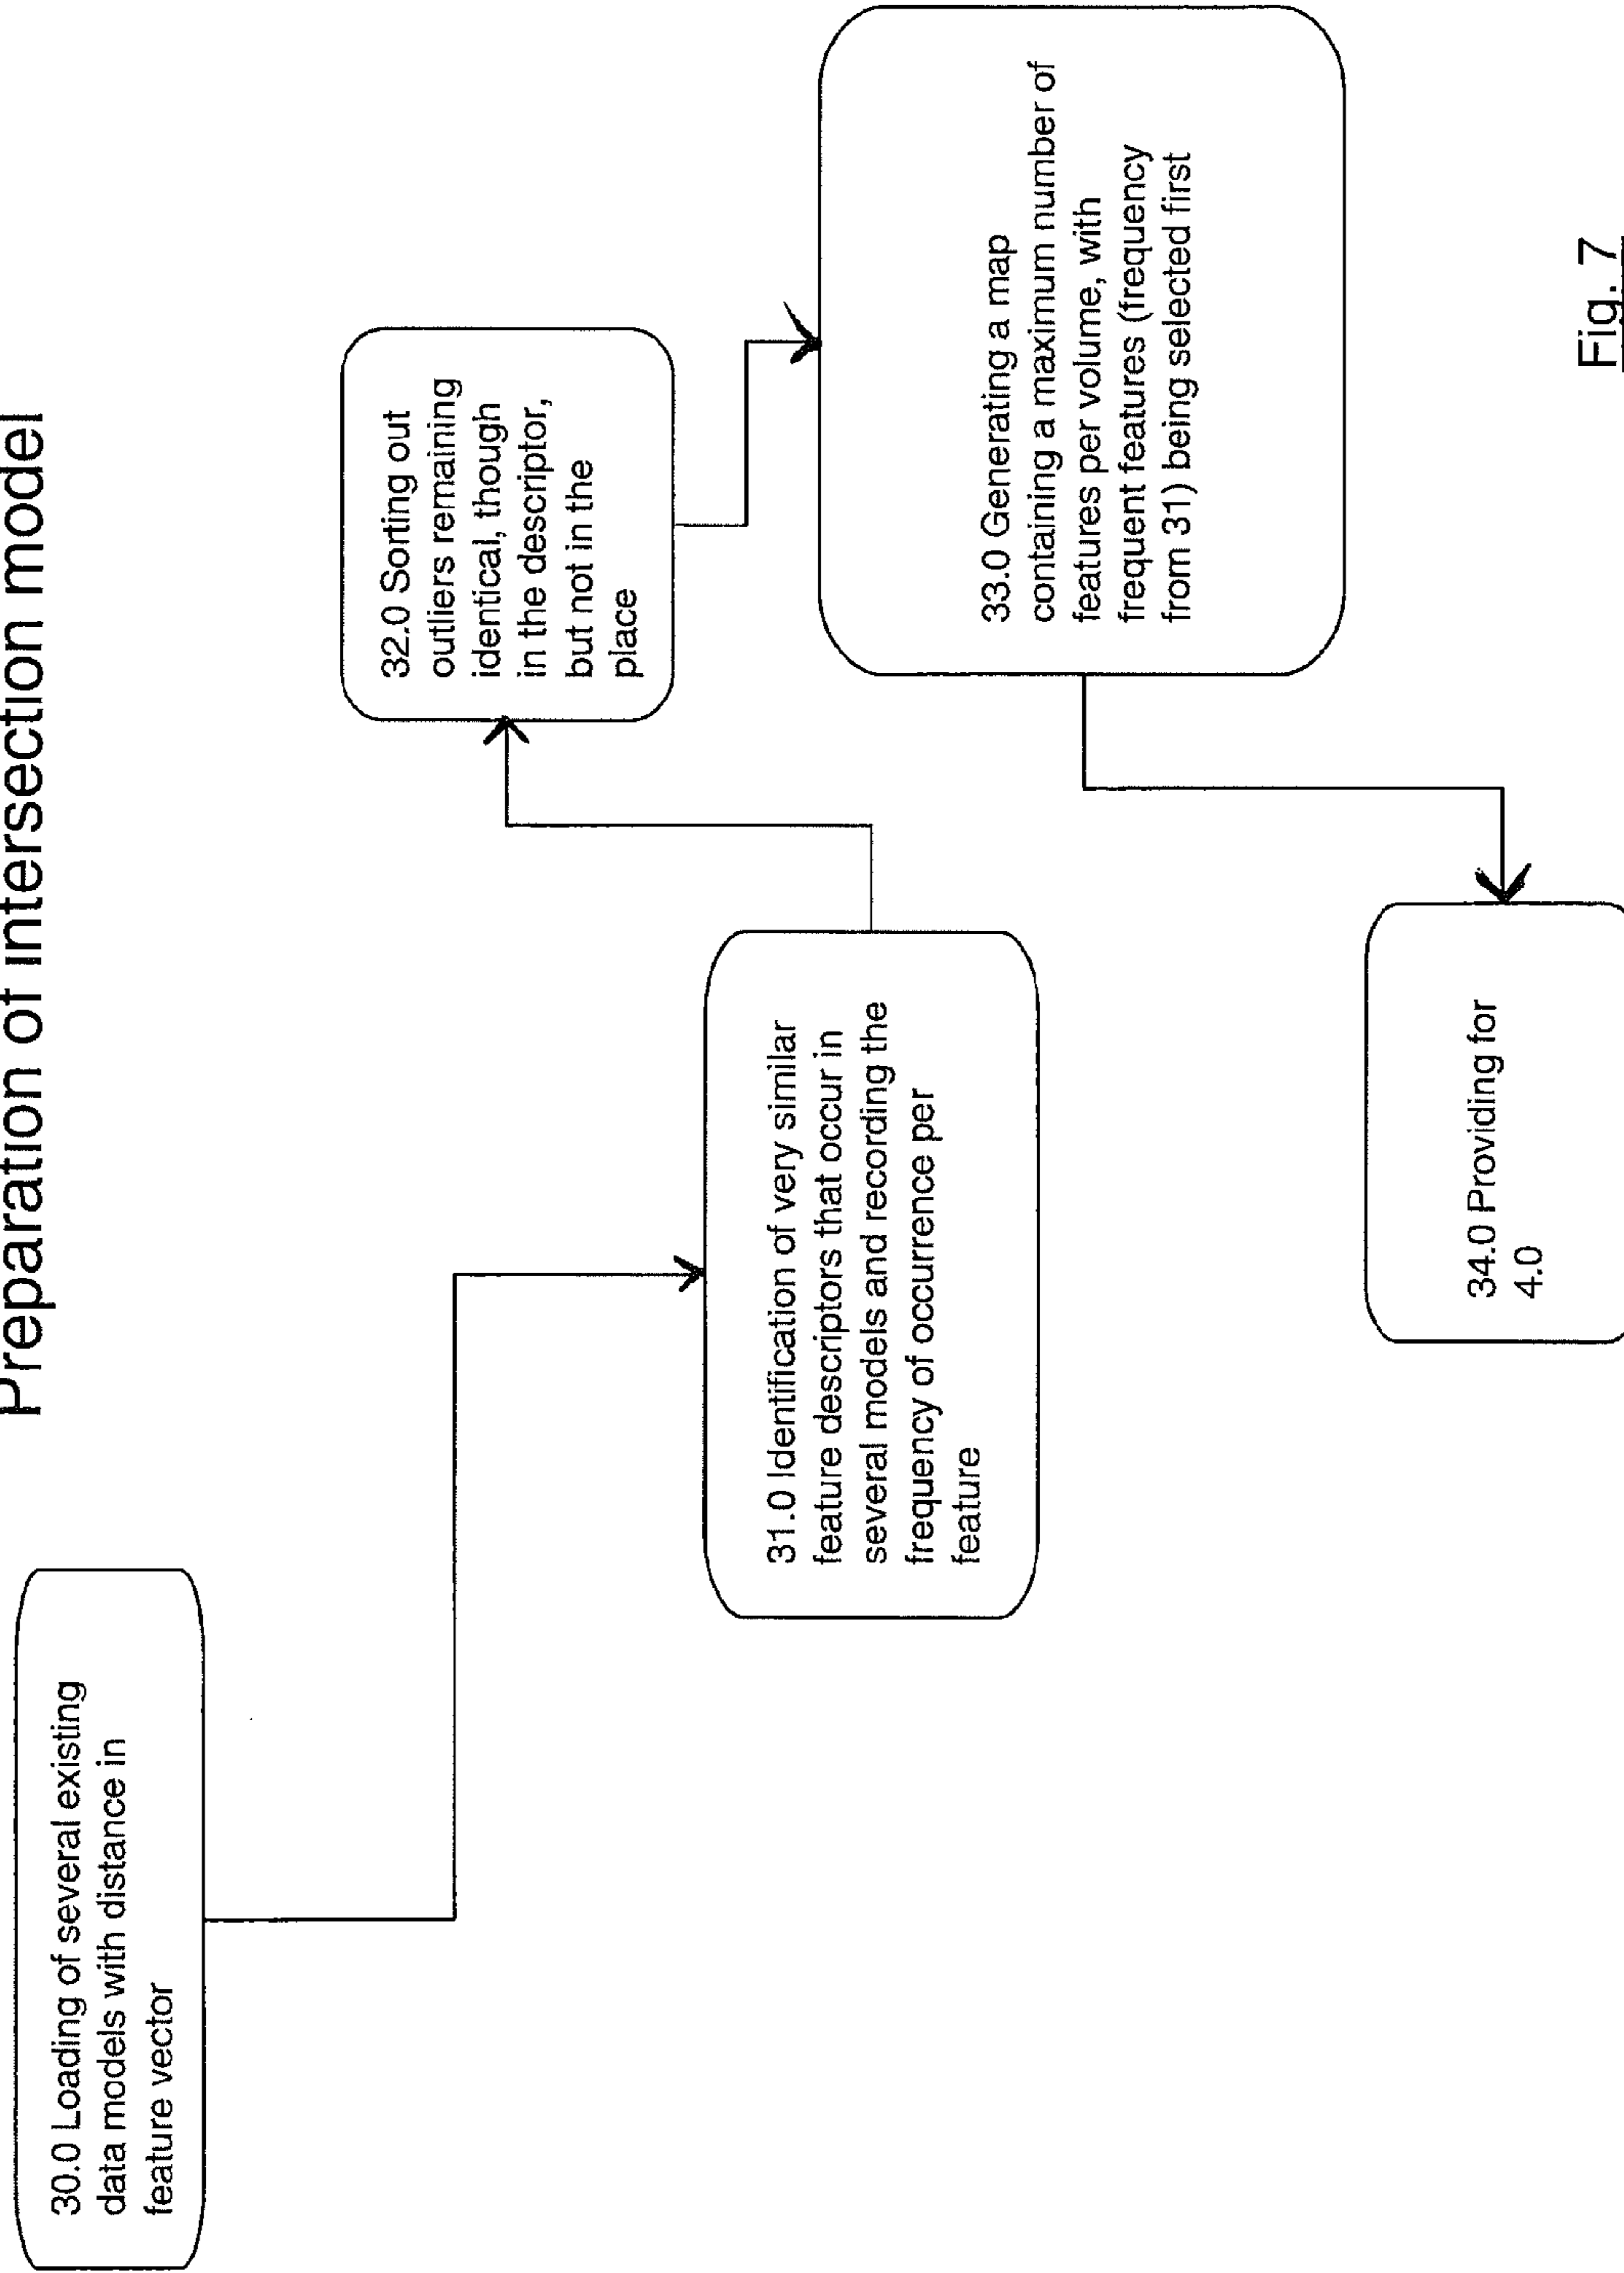 Preparation of intersection model
30.0 Loading of several existing
data models with distance in
feature vector
31.0 Identification of very similar
feature descriptors that occur in
several models and recording the
frequency of occurrence per
feature
32.0 Sorting out
outliers remaining
identical, though
in the descriptor,
but not in the
place
33.0 Generating a map
containing a maximum number of
features per volume, with
frequent features (frequency
from 31) being selected first
34.0 Providing for
4.0
Fig. 7